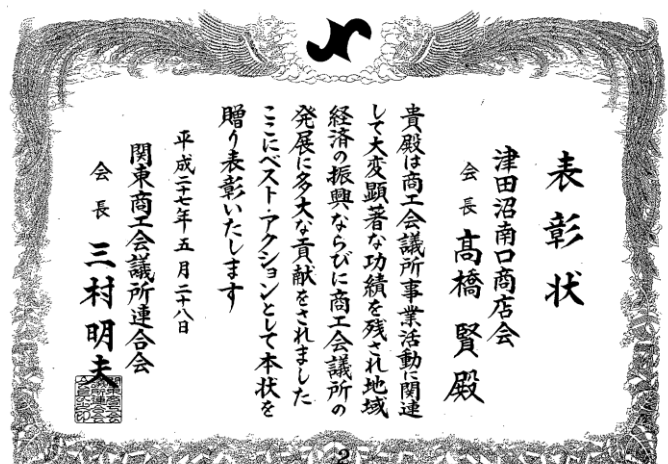 表彰状
津田沼南口商店会
会長 髙橋賢殿
貴殿は商工会議所事業活動に関連
して大変顕著な功績を残され地域
経済の振興ならびに商工会議所の
発展に多大な貢献をされました
ここにベスト・アクションとして本状を
贈り表彰いたします
平成二十七年五月二十八日
関東商工会議所連合会
会長 三村明夫
2